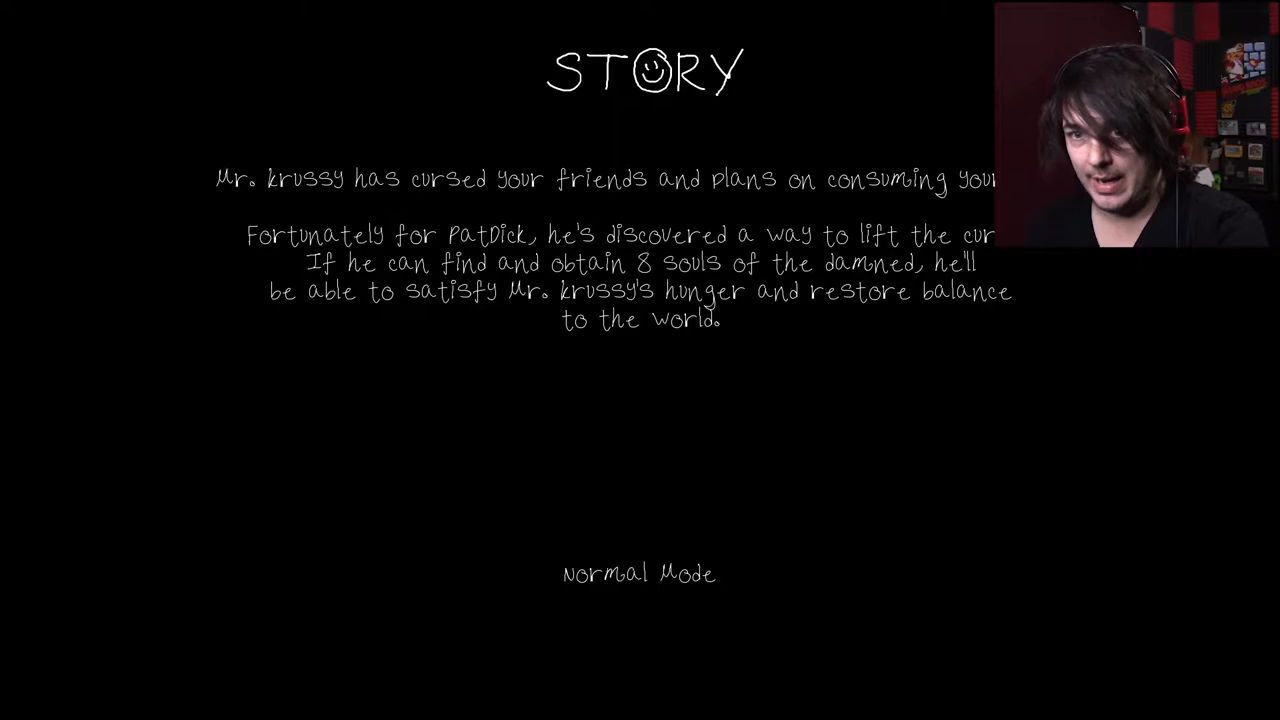 STORY
Mr. Krussy has cursed your friends and plans on consuming your
Fortunately for PatDick, he's discovered a way to lift the cur
If he can find and obtain 8 souls of the damned, he'll
be able to satisfy Mr. Krussy's hunger and restore balance
to the world.
Normal Mode